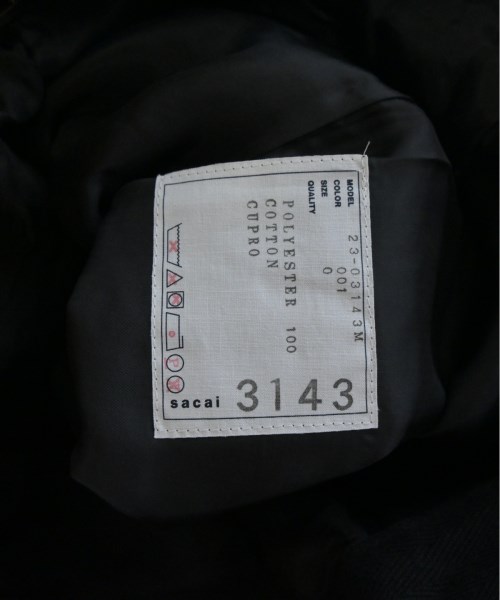 MODEL 23-03143M
COLOR 001
SIZE 0
QUALITY
POLYESTER 100
COTTON
CUPRO
P W
sacai 3143